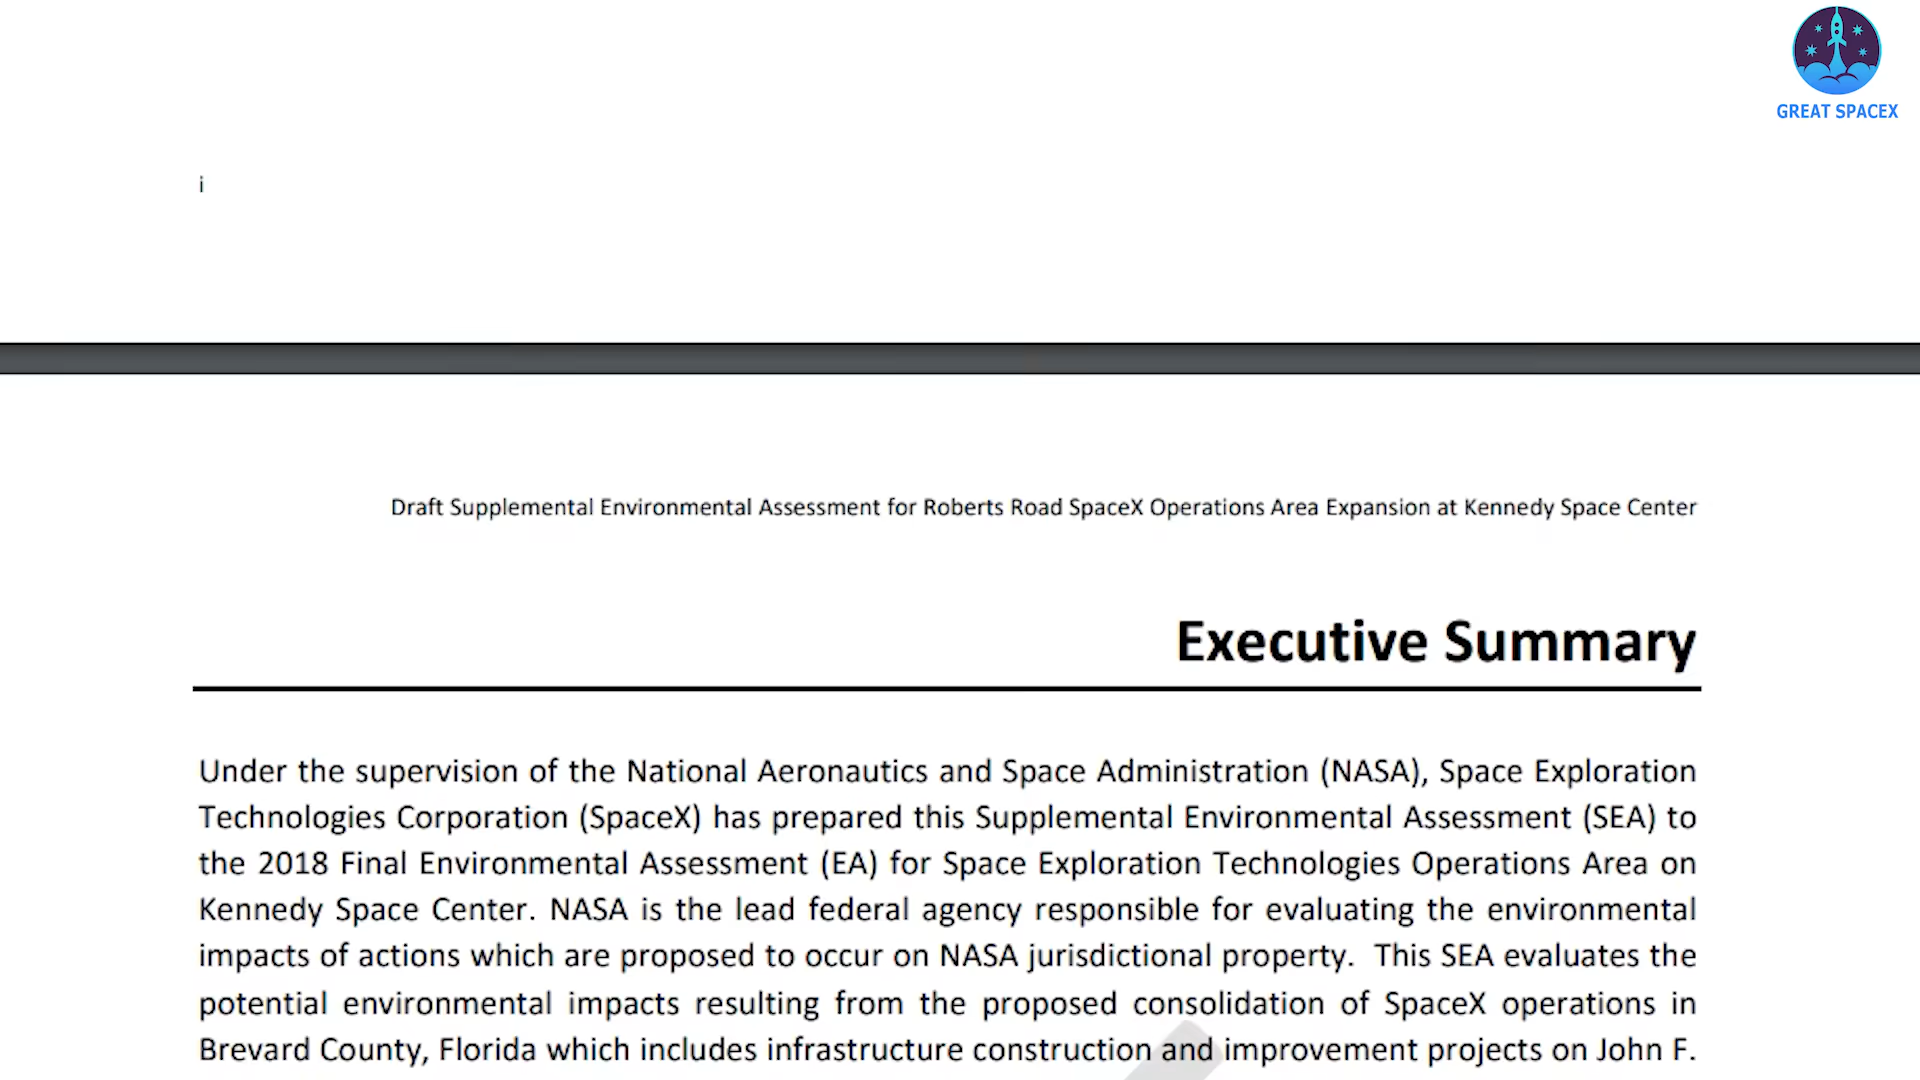 GREAT SPACEX
i
Draft Supplemental Environmental Assessment for Roberts Road SpaceX Operations Area Expansion at Kennedy Space Center
Executive Summary
Under the supervision of the National Aeronautics and Space Administration (NASA), Space Exploration
Technologies Corporation (SpaceX) has prepared this Supplemental Environmental Assessment (SEA) to
the 2018 Final Environmental Assessment (EA) for Space Exploration Technologies Operations Area on
Kennedy Space Center. NASA is the lead federal agency responsible for evaluating the environmental
impacts of actions which are proposed to occur on NASA jurisdictional property. This SEA evaluates the
potential environmental impacts resulting from the proposed consolidation of SpaceX operations in
Brevard County, Florida which includes infrastructure construction and improvement projects on John F.